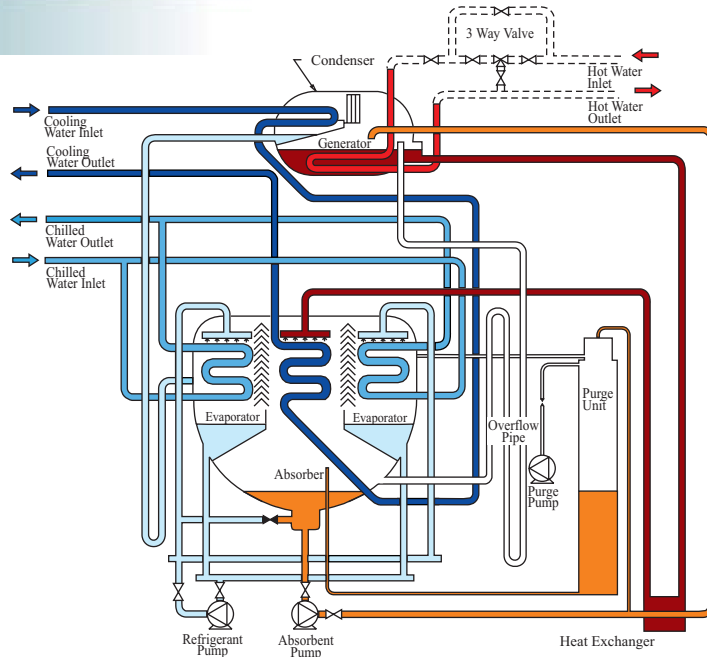 3 Way Valve
Condenser
Hot Water
Inlet
Hot Water
Outlet
Cooling
Water Inlet
Generator
Cooling
Water Outlet
Chilled
Water Outlet
Chilled
Water Inlet
Evaporator
Evaporator
Overflow
Pipe
Purge
Unit
Absorber
Purge
Pump
Refrigerant
Pump
Absorbent
Pump
Heat Exchanger